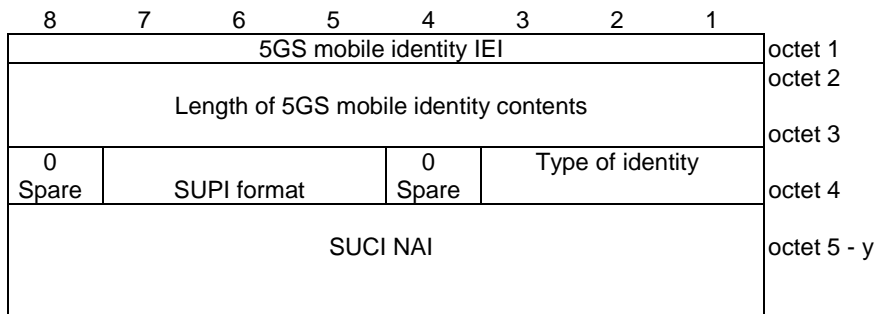 8 7 6 5 4 3 2 1
5GS mobile identity IEI octet 1
octet 2
Length of 5GS mobile identity contents
octet 3
0 0 Type of identity
Spare SUPI format Spare octet 4
SUCI NAI octet 5 - y